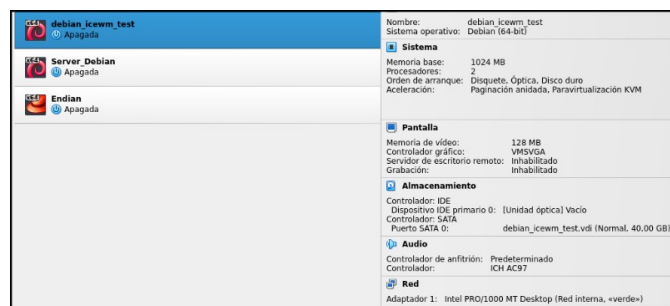 debian_icewm_test
Apagada
Server_Debian
Apagada
Endian
Apagada
Nombre: debian_icewm_test
Sistema operativo: Debian (64-bit)
Sistema
Memoria base: 1024 MB
Procesadores: 2
Orden de arranque: Disquete, Óptica, Disco duro
Aceleración: Paginación anidada, Paravirtualización KVM
Pantalla
Memoria de vídeo: 128 MB
Controlador gráfico: VMSVGA
Servidor de escritorio remoto: Inhabilitado
Grabación: Inhabilitado
Almacenamiento
Controlador: IDE
Dispositivo IDE primario 0: [Unidad óptica] Vacío
Controlador: SATA
Puerto SATA 0: debian_icewm_test.vdi (Normal, 40,00 GB)
Audio
Controlador de anfitrión: Predeterminado
Controlador: ICH AC97
Red
Adaptador 1: Intel PRO/1000 MT Desktop (Red interna, «verde»)